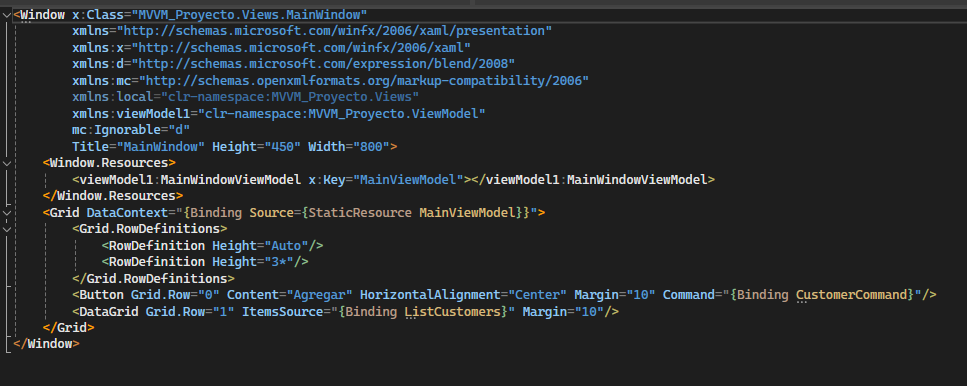 <Window x:Class="MVVM_Proyecto.Views.MainWindow"
xmlns="http://schemas.microsoft.com/winfx/2006/xaml/presentation"
xmlns:x="http://schemas.microsoft.com/winfx/2006/xaml"
xmlns:d="http://schemas.microsoft.com/expression/blend/2008"
xmlns:mc="http://schemas.openxmlformats.org/markup-compatibility/2006"
xmlns:local="clr-namespace:MVVM_Proyecto.Views"
xmlns:viewModel1="clr-namespace:MVVM_Proyecto.ViewModel"
mc:Ignorable="d"
Title="MainWindow" Height="450" Width="800">
<Window.Resources>
<viewModel1:MainWindowViewModel x:Key="MainViewModel"></viewModel1:MainWindowViewModel>
</Window.Resources>
<Grid DataContext="{Binding Source={StaticResource MainViewModel}}">
<Grid.RowDefinitions>
<RowDefinition Height="Auto"/>
<RowDefinition Height="3*"/>
</Grid.RowDefinitions>
<Button Grid.Row="0" Content="Agregar" HorizontalAlignment="Center" Margin="10" Command="{Binding CustomerCommand}"/>
<DataGrid Grid.Row="1" ItemsSource="{Binding ListCustomers}" Margin="10"/>
</Grid>
</Window>